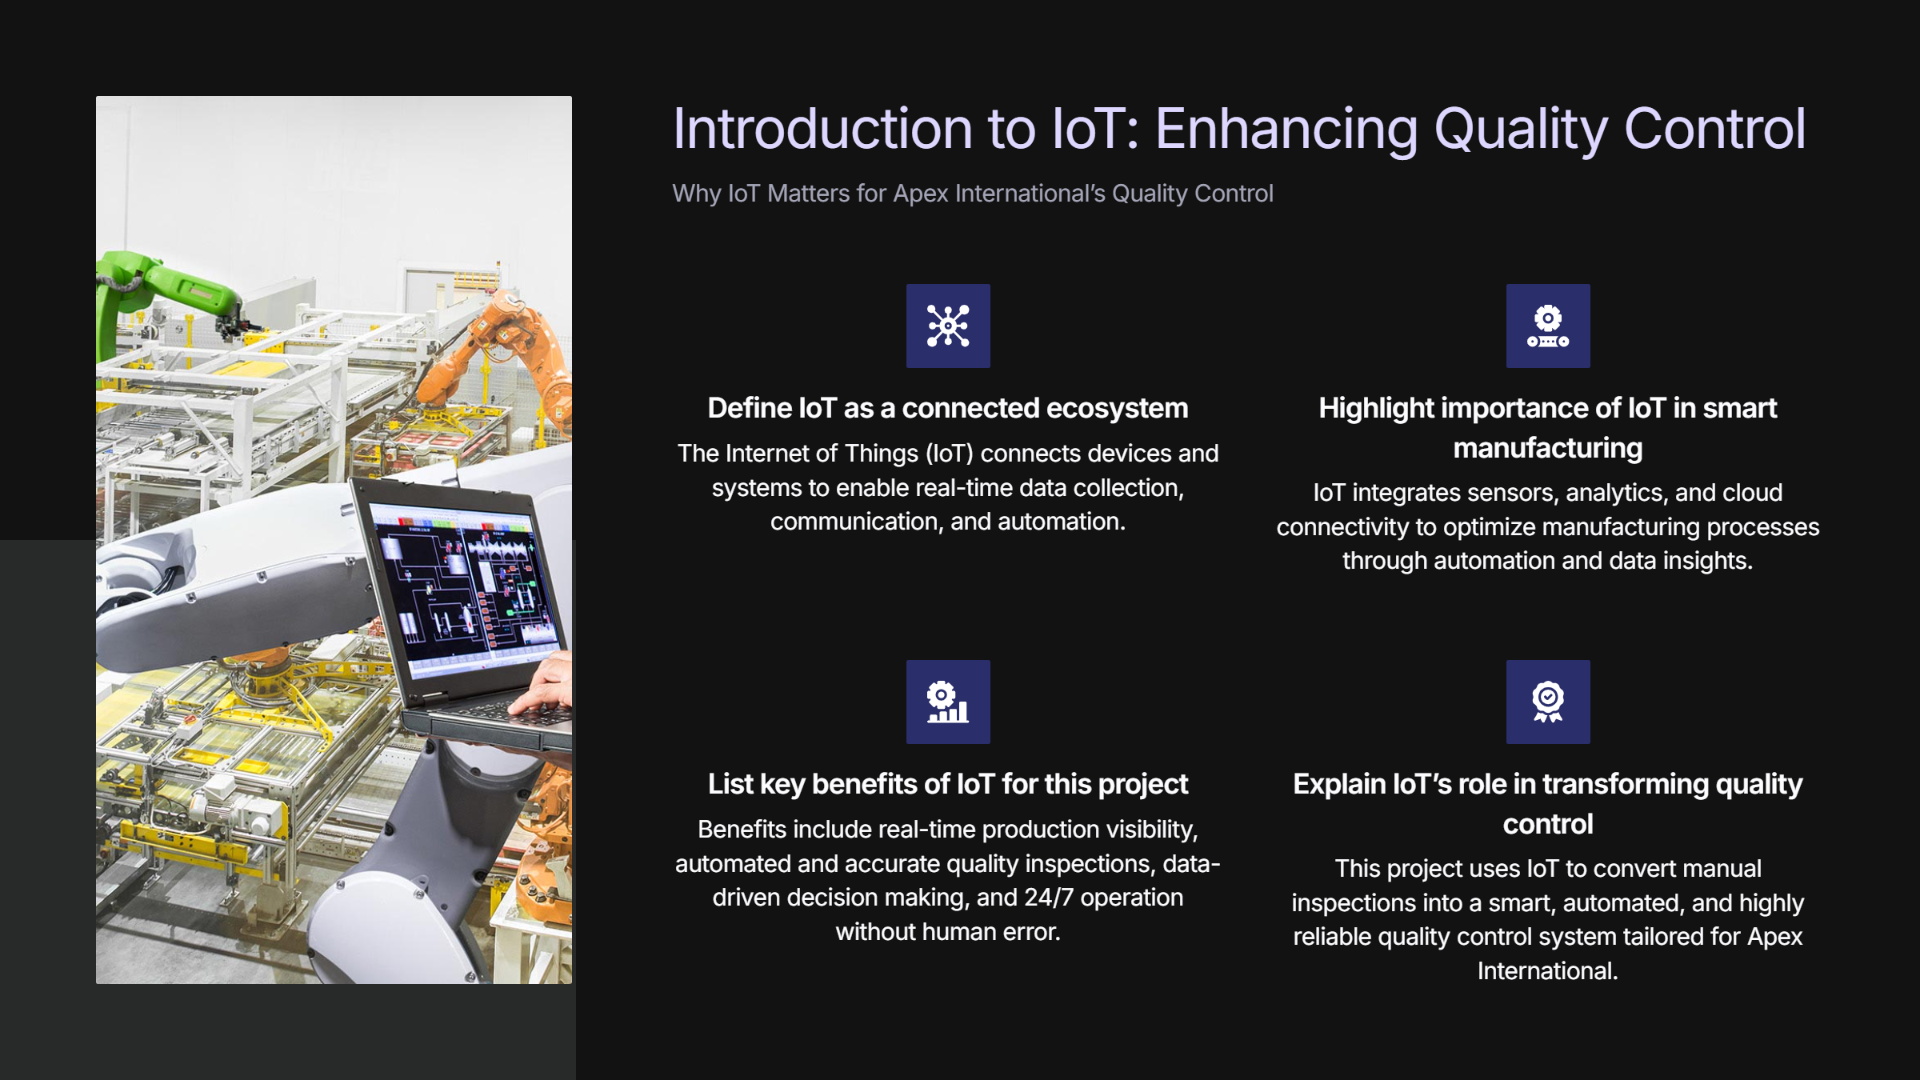 Introduction to IoT: Enhancing Quality Control
Why IoT Matters for Apex International’s Quality Control
Define IoT as a connected ecosystem
The Internet of Things (IoT) connects devices and
systems to enable real-time data collection,
communication, and automation.
Highlight importance of IoT in smart
manufacturing
IoT integrates sensors, analytics, and cloud
connectivity to optimize manufacturing processes
through automation and data insights.
List key benefits of IoT for this project
Benefits include real-time production visibility,
automated and accurate quality inspections, data-
driven decision making, and 24/7 operation
without human error.
Explain IoT’s role in transforming quality
control
This project uses IoT to convert manual
inspections into a smart, automated, and highly
reliable quality control system tailored for Apex
International.